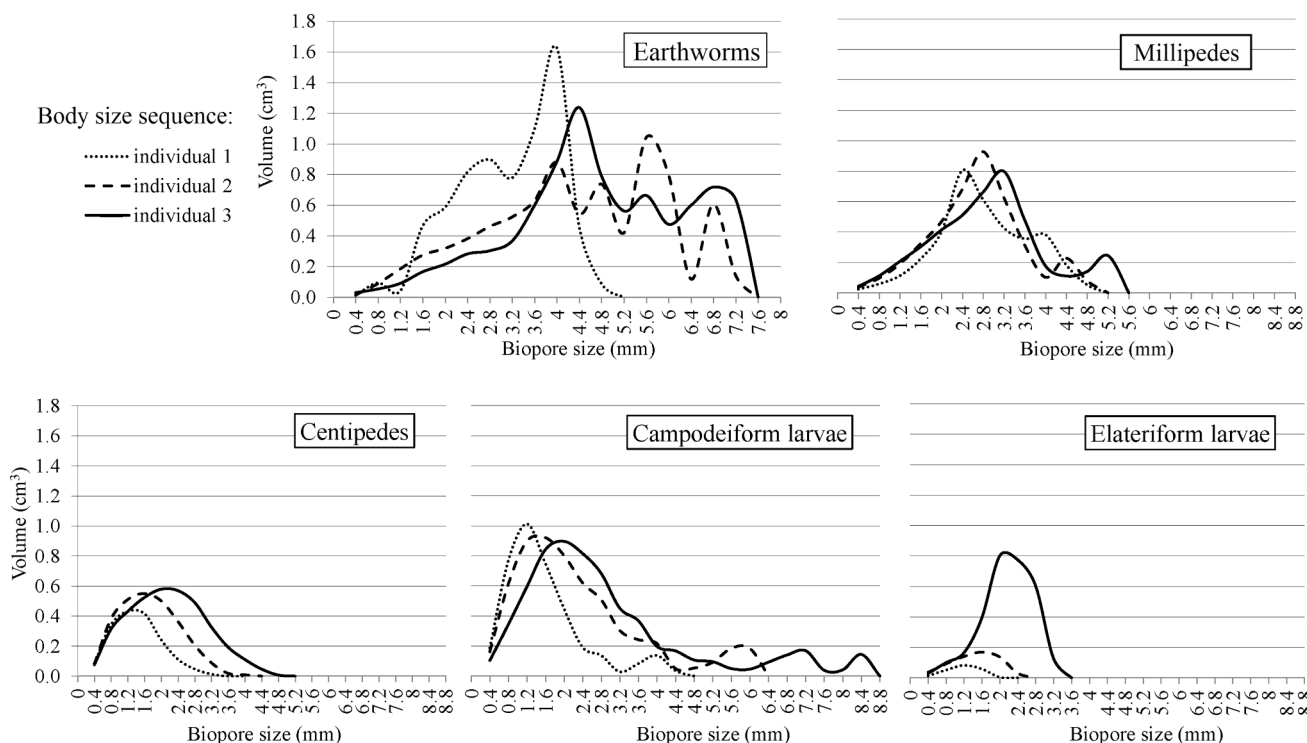 1.8
1.6
1.4
1.2
1.0
0.8
0.6
0.4
0.2
0.0
Volume (cm³)
Earthworms
0 0.4 0.8 1.2 1.6 2 2.4 2.8 3.2 3.6 4 4.4 4.8 5.2 5.6 6 6.4 6.8 7.2 7.6 8
Biopore size (mm)
Millipedes
0 0.4 0.8 1.2 1.6 2 2.4 2.8 3.2 3.6 4 4.4 4.8 5.2 5.6 6 6.4 6.8 7.2 7.6 8 8.4 8.8
Biopore size (mm)
Body size sequence:
individual 1
individual 2
individual 3
1.8
1.6
1.4
1.2
1.0
0.8
0.6
0.4
0.2
0.0
Volume (cm³)
Centipedes
0.4 0.8 1.2 1.6 2 2.4 2.8 3.2 3.6 4 4.4 4.8 5.2 5.6 6 6.4 6.8 7.2 7.6 8 8.4 8.8
Biopore size (mm)
Campodeiform larvae
0.4 0.8 1.2 1.6 2 2.4 2.8 3.2 3.6 4 4.4 4.8 5.2 5.6 6 6.4 6.8 7.2 7.6 8 8.4 8.8
Biopore size (mm)
Elateriform larvae
0.4 0.8 1.2 1.6 2 2.4 2.8 3.2 3.6 4 4.4 4.8 5.2 5.6 6 6.4 6.8 7.2 7.6 8 8.4 8.8
Biopore size (mm)